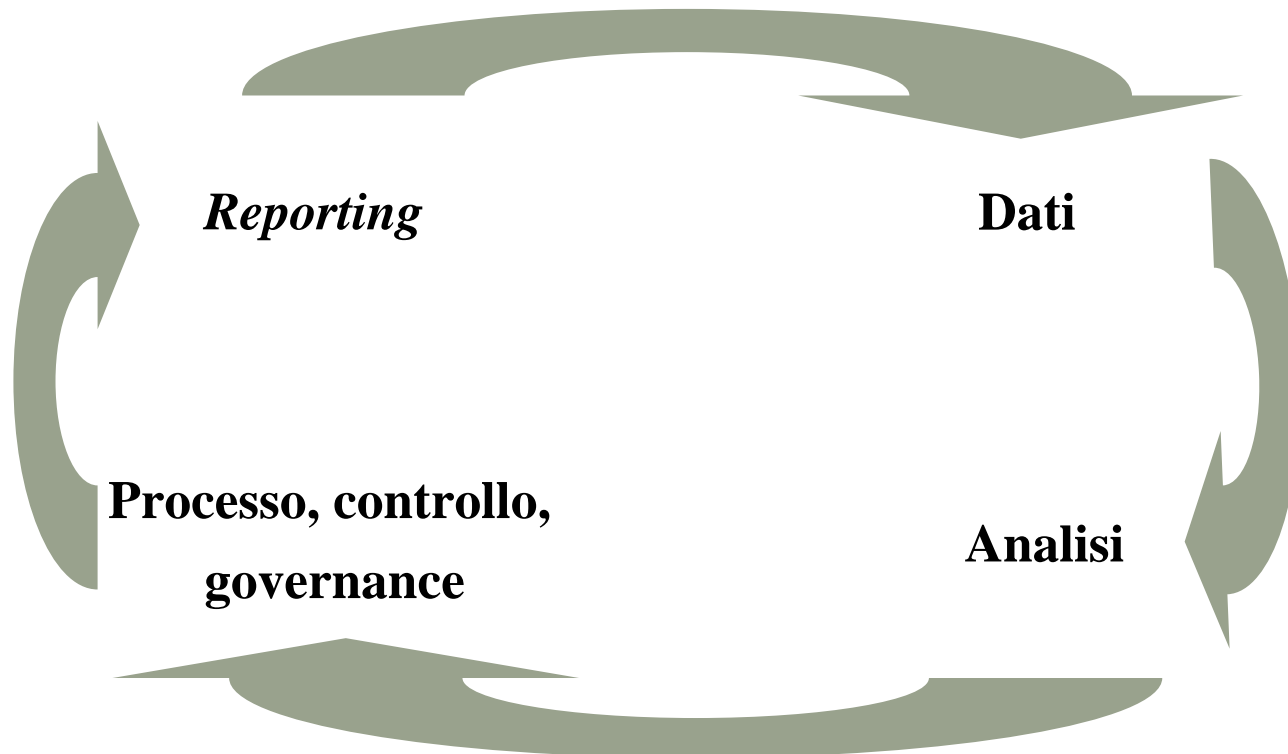 Reporting
Dati
Processo, controllo,
governance
Analisi